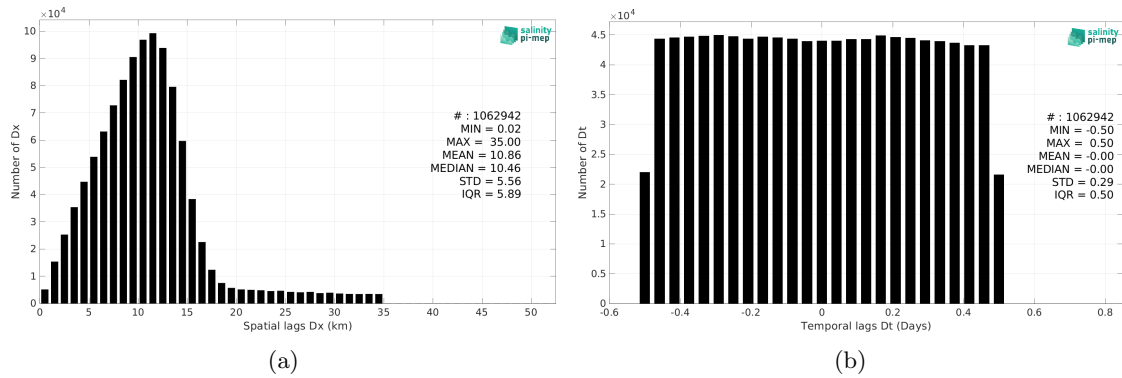 ×10⁴
10
9
8
7
6
5
4
3
2
1
0
Number of Dx
salinity
pi-mep
# : 1062942
MIN = 0.02
MAX = 35.00
MEAN = 10.86
MEDIAN = 10.46
STD = 5.56
IQR = 5.89
0 5 10 15 20 25 30 35 40 45 50
Spatial lags Dx (km)
(a)
×10⁴
4.5
4
3.5
3
2.5
2
1.5
1
0.5
0
Number of Dt
salinity
pi-mep
# : 1062942
MIN = -0.50
MAX = 0.50
MEAN = -0.00
MEDIAN = -0.00
STD = 0.29
IQR = 0.50
-0.6 -0.4 -0.2 0 0.2 0.4 0.6 0.8
Temporal lags Dt (Days)
(b)